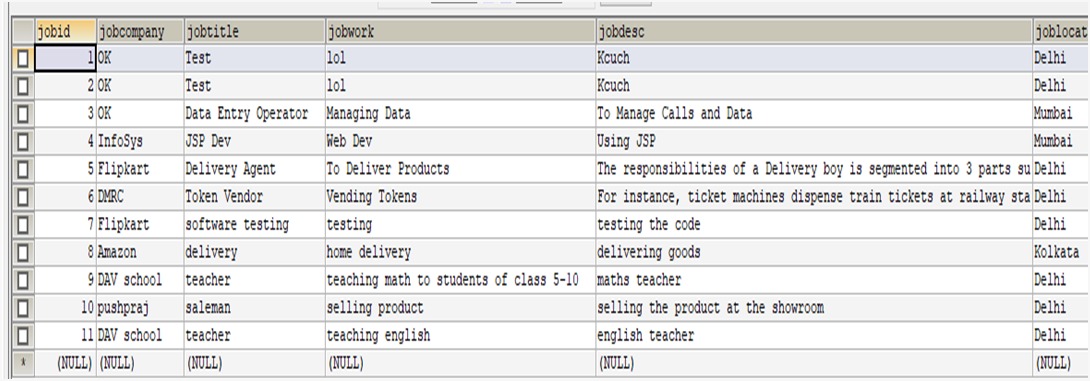 jobid jobcompany jobtitle jobwork jobdesc joblocat
1 OK Test lol Kcuch Delhi
2 OK Test lol Kcuch Delhi
3 OK Data Entry Operator Managing Data To Manage Calls and Data Mumbai
4 InfoSys JSP Dev Web Dev Using JSP Mumbai
5 Flipkart Delivery Agent To Deliver Products The responsibilities of a Delivery boy is segmented into 3 parts su Delhi
6 DMRC Token Vendor Vending Tokens For instance, ticket machines dispense train tickets at railway sta Delhi
7 Flipkart software testing testing testing the code Delhi
8 Amazon delivery home delivery delivering goods Kolkata
9 DAV school teacher teaching math to students of class 5-10 maths teacher Delhi
10 pushpraj saleman selling product selling the product at the showroom Delhi
11 DAV school teacher teaching english english teacher Delhi
* (NULL) (NULL) (NULL) (NULL) (NULL) (NULL)